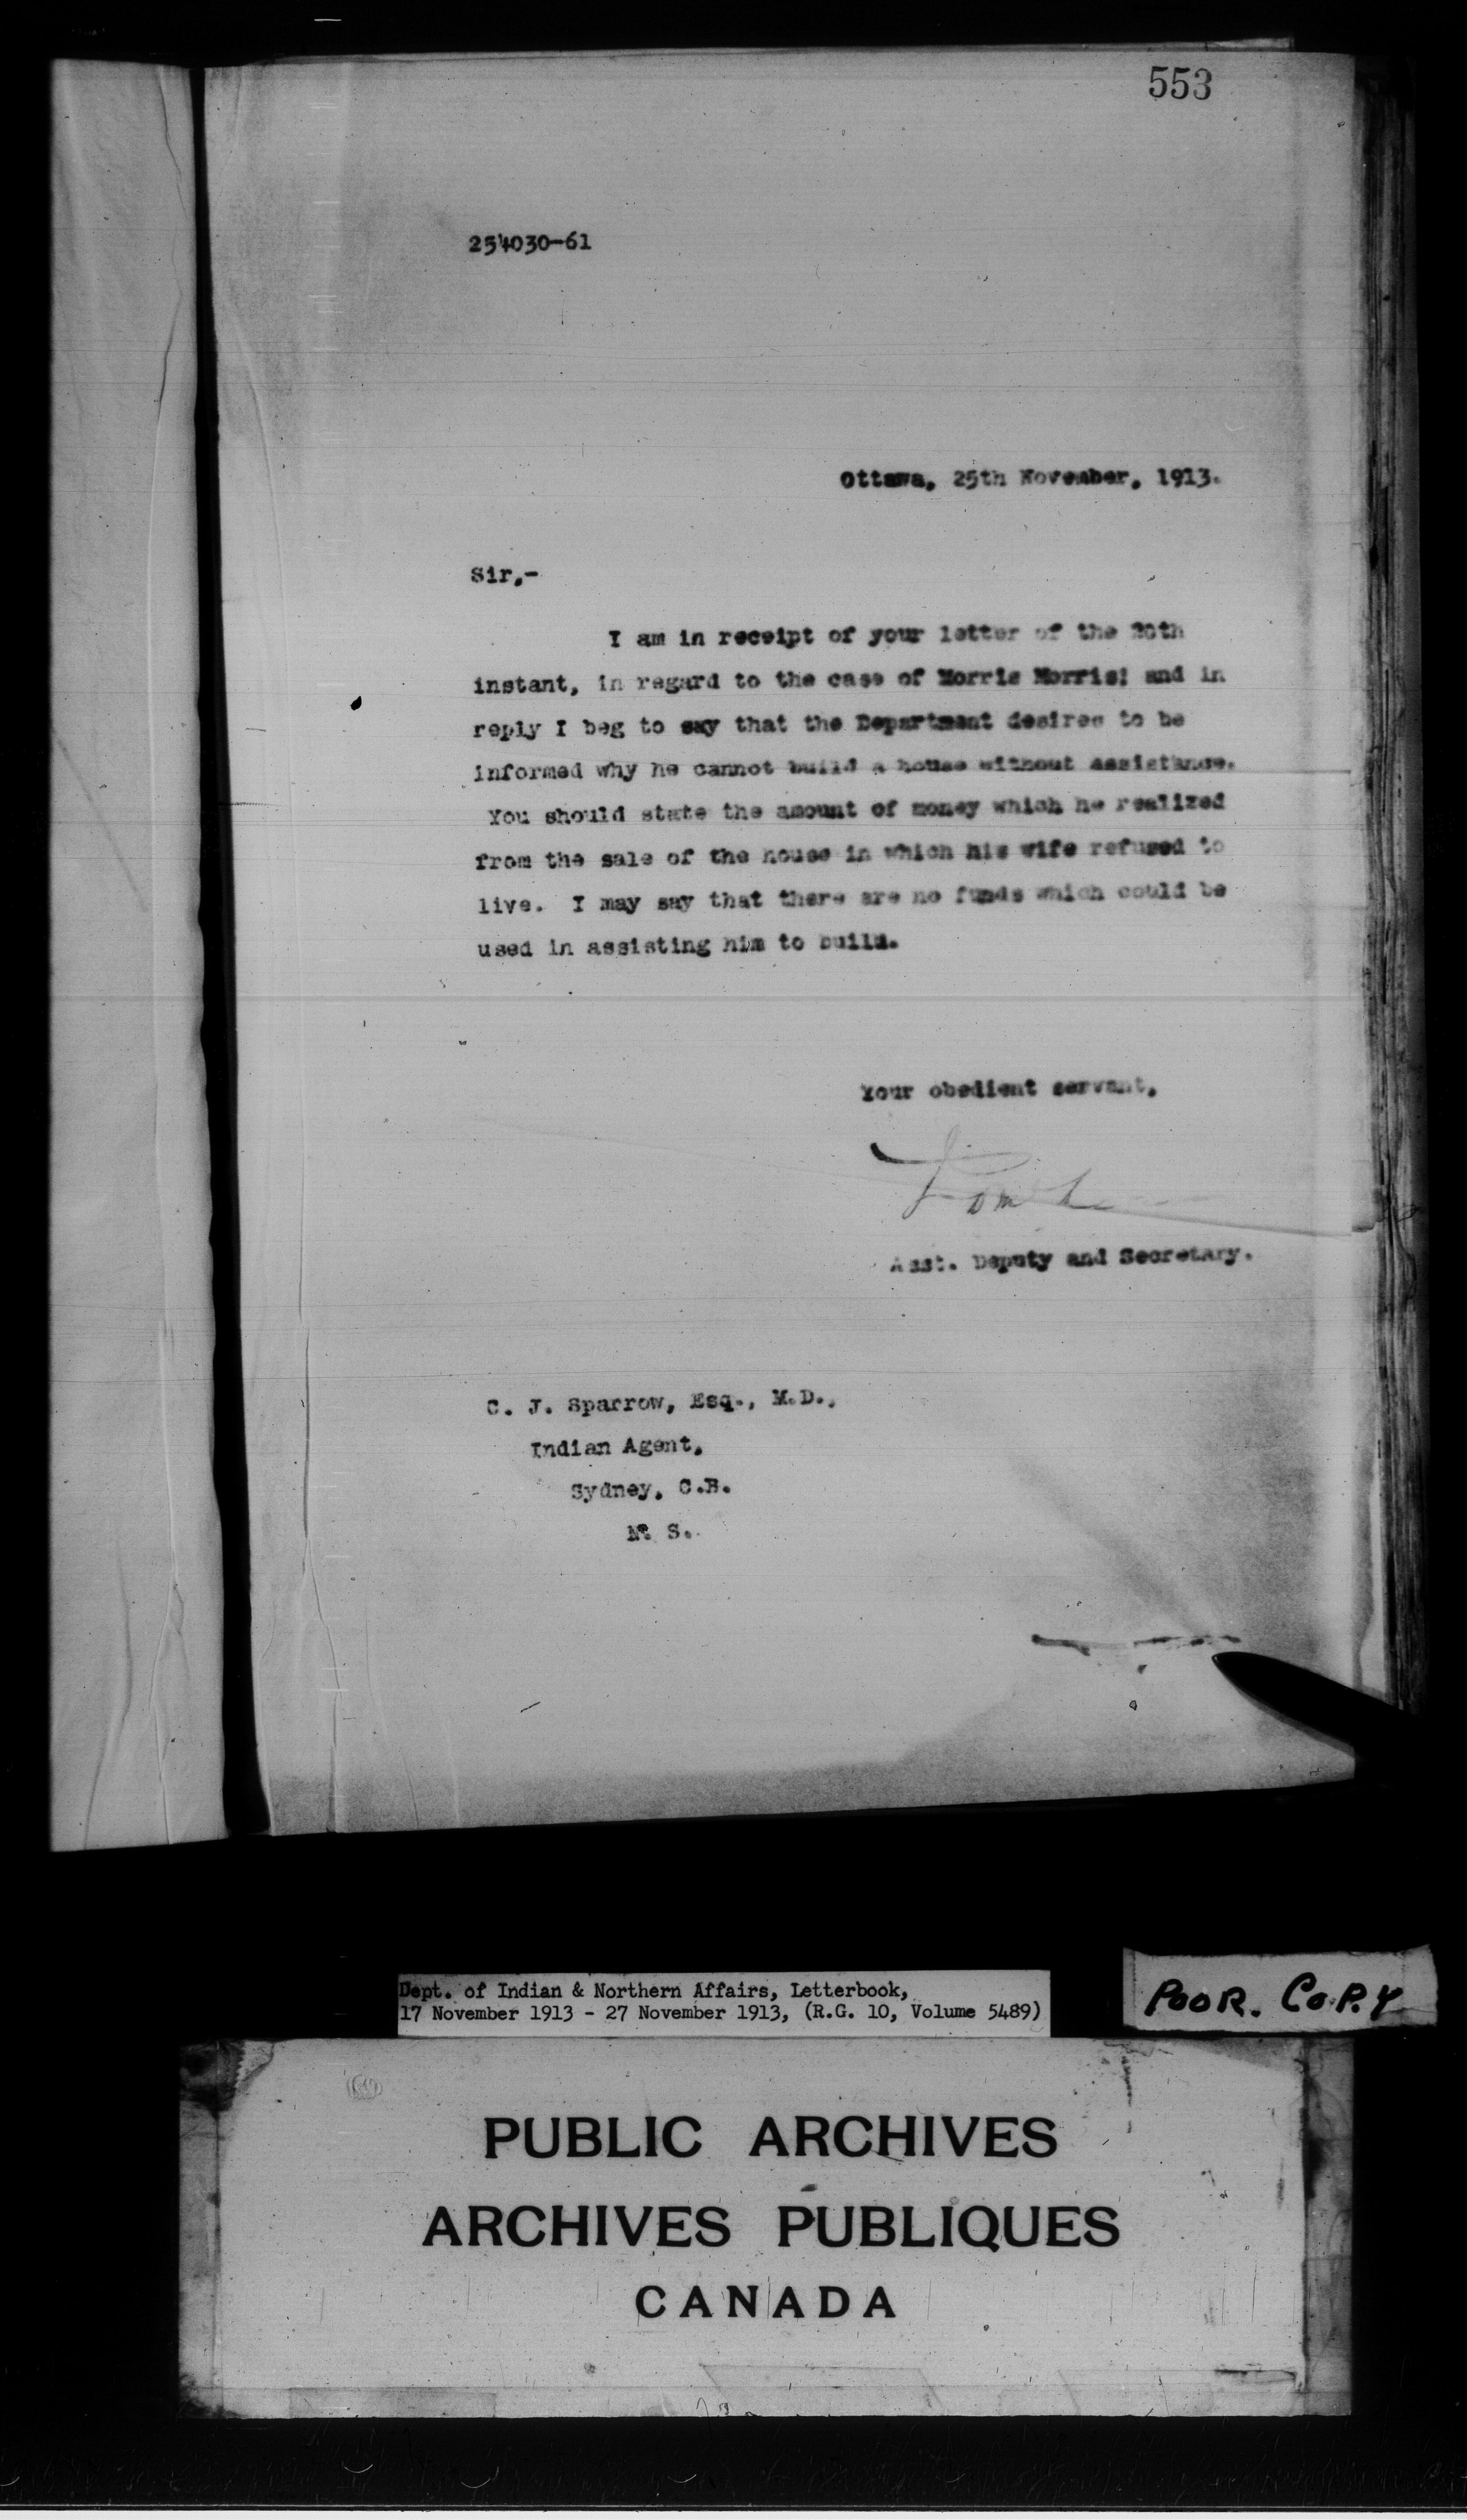 553
254030-61
Ottawa, 25th November, 1913.
Sir,-
I am in receipt of your letter of the 20th
instant, in regard to the case of Morris Morris; and in
reply I beg to say that the Department desires to be
informed why he cannot build a house without assistance.
You should state the amount of money which he realized
from the sale of the house in which his wife refused to
live. I may say that there are no funds which could be
used in assisting him to build.
Your obedient servant,
Asst. Deputy and Secretary.
C. J. Sparrow, Esq., M.D.,
Indian Agent,
Sydney, C.B.
N. S.
Dept. of Indian & Northern Affairs, Letterbook,
17 November 1913 - 27 November 1913, (R.G. 10, Volume 5489)
POOR. COPY
PUBLIC ARCHIVES
ARCHIVES PUBLIQUES
CANADA